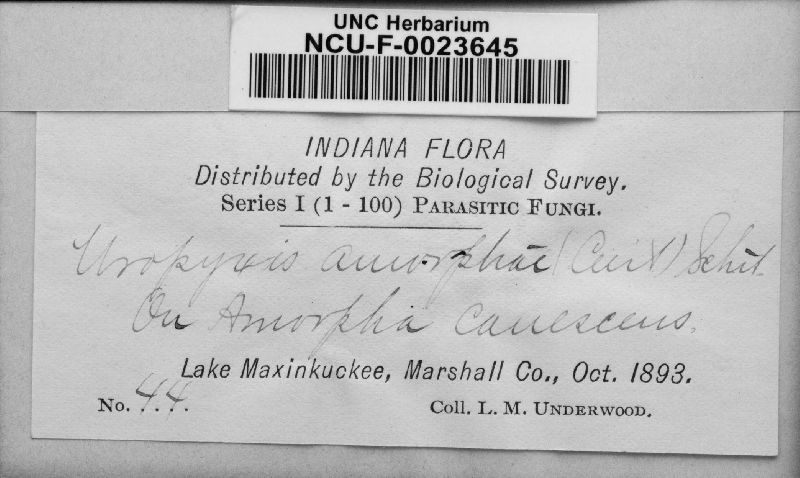 UNC Herbarium
NCU-F-0023645
INDIANA FLORA
Distributed by the Biological Survey.
Series I (1 - 100) PARASITIC FUNGI.
Uropyxis amorphae (Curt) Schrt.
On Amorpha canescens.
Lake Maxinkuckee, Marshall Co., Oct. 1893.
No. 44 Coll. L. M. UNDERWOOD.